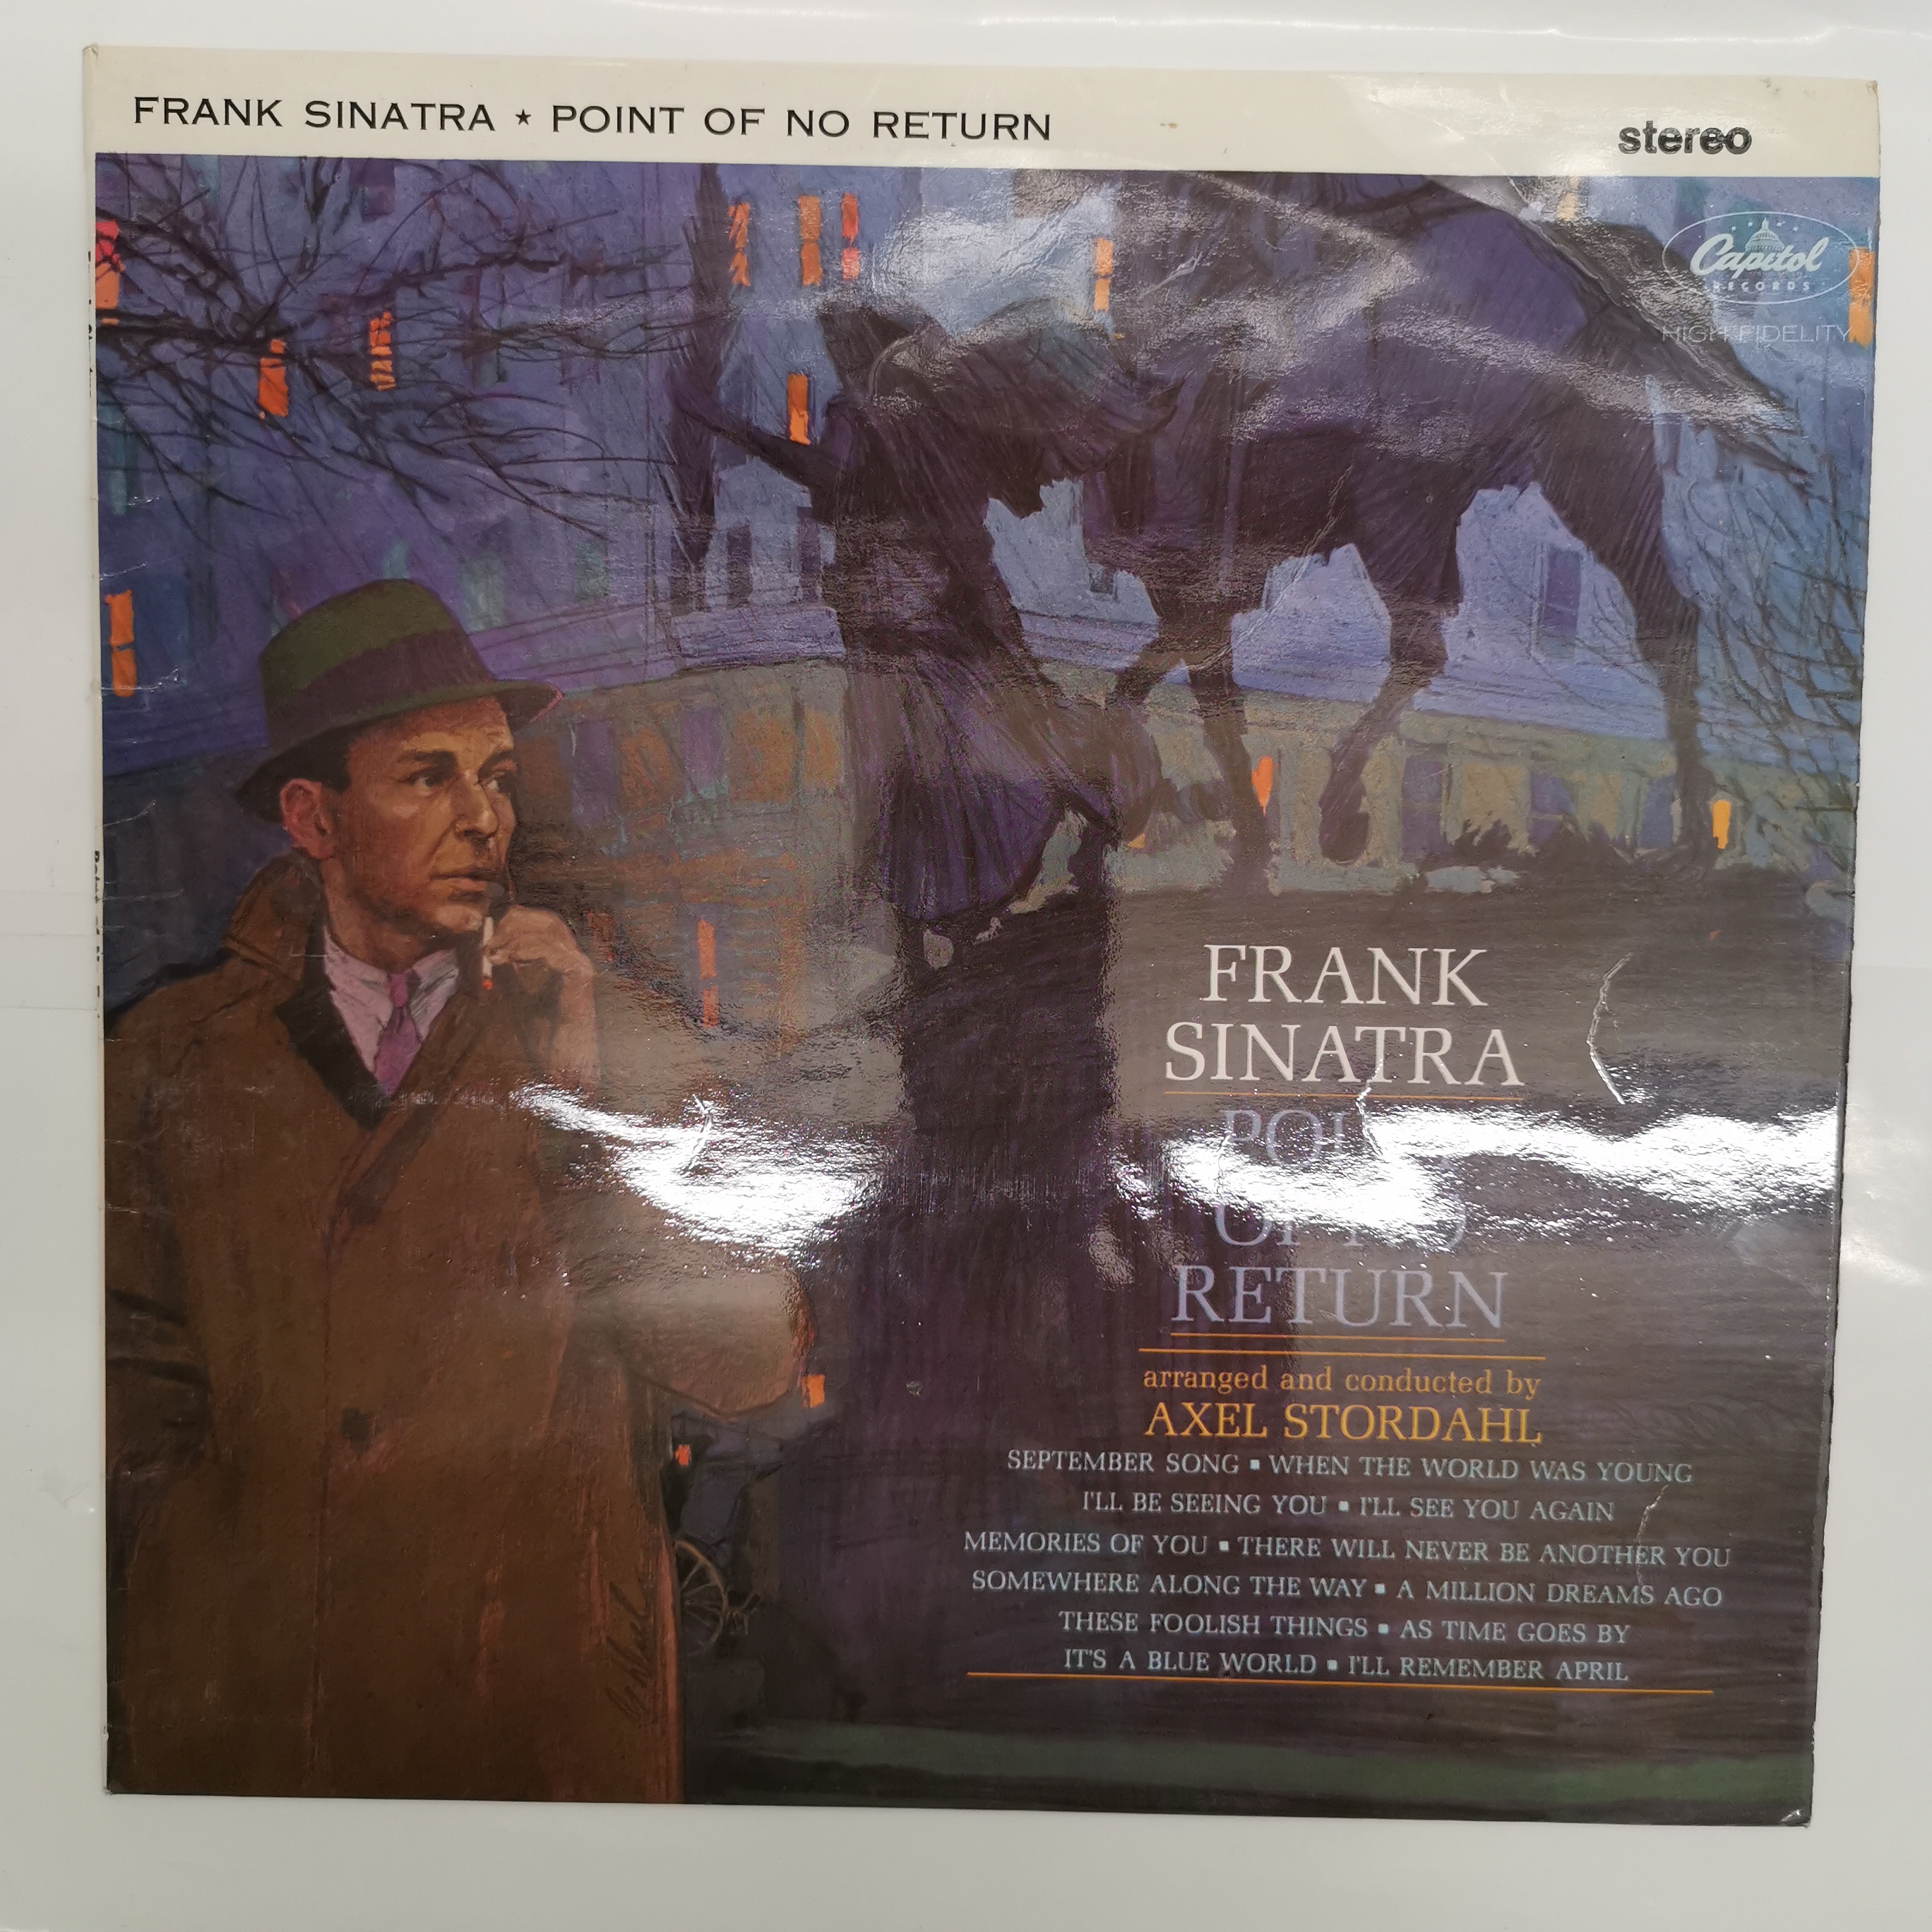 FRANK SINATRA ★ POINT OF NO RETURN
stereo
Capitol
RECORDS
HIGH FIDELITY
FRANK
SINATRA
RETURN
arranged and conducted by
AXEL STORDAHL
SEPTEMBER SONG ▪ WHEN THE WORLD WAS YOUNG
I'LL BE SEEING YOU ▪ I'LL SEE YOU AGAIN
MEMORIES OF YOU ▪ THERE WILL NEVER BE ANOTHER YOU
SOMEWHERE ALONG THE WAY ▪ A MILLION DREAMS AGO
THESE FOOLISH THINGS ▪ AS TIME GOES BY
IT'S A BLUE WORLD ▪ I'LL REMEMBER APRIL